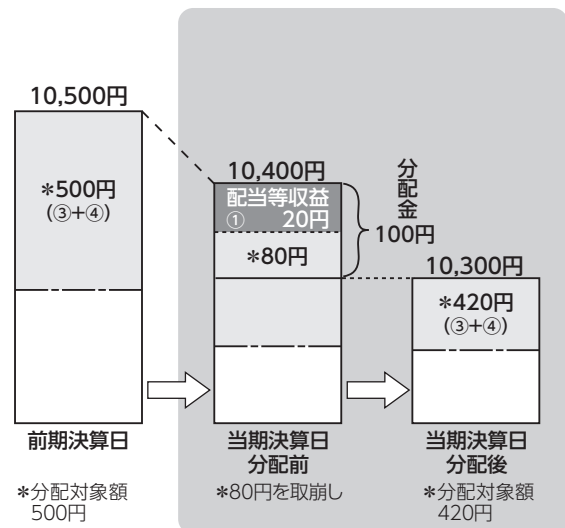 10,500円
*500円
(③+④)
前期決算日
*分配対象額
500円
10,400円
配当等収益
① 20円
*80円
分配金
100円
当期決算日
分配前
*80円を取崩し
10,300円
*420円
(③+④)
当期決算日
分配後
*分配対象額
420円